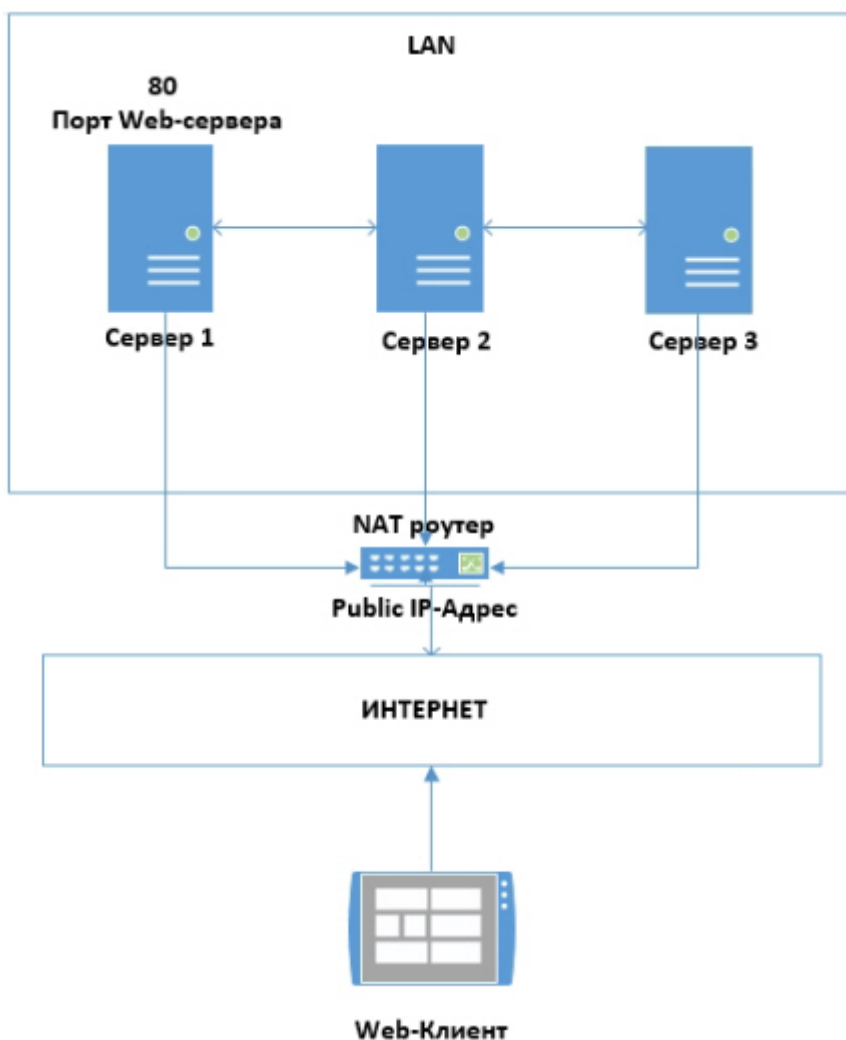 LAN
80
Порт Web-сервера
Сервер 1
Сервер 2
Сервер 3
NAT роутер
Public IP-Адрес
ИНТЕРНЕТ
Web-Клиент